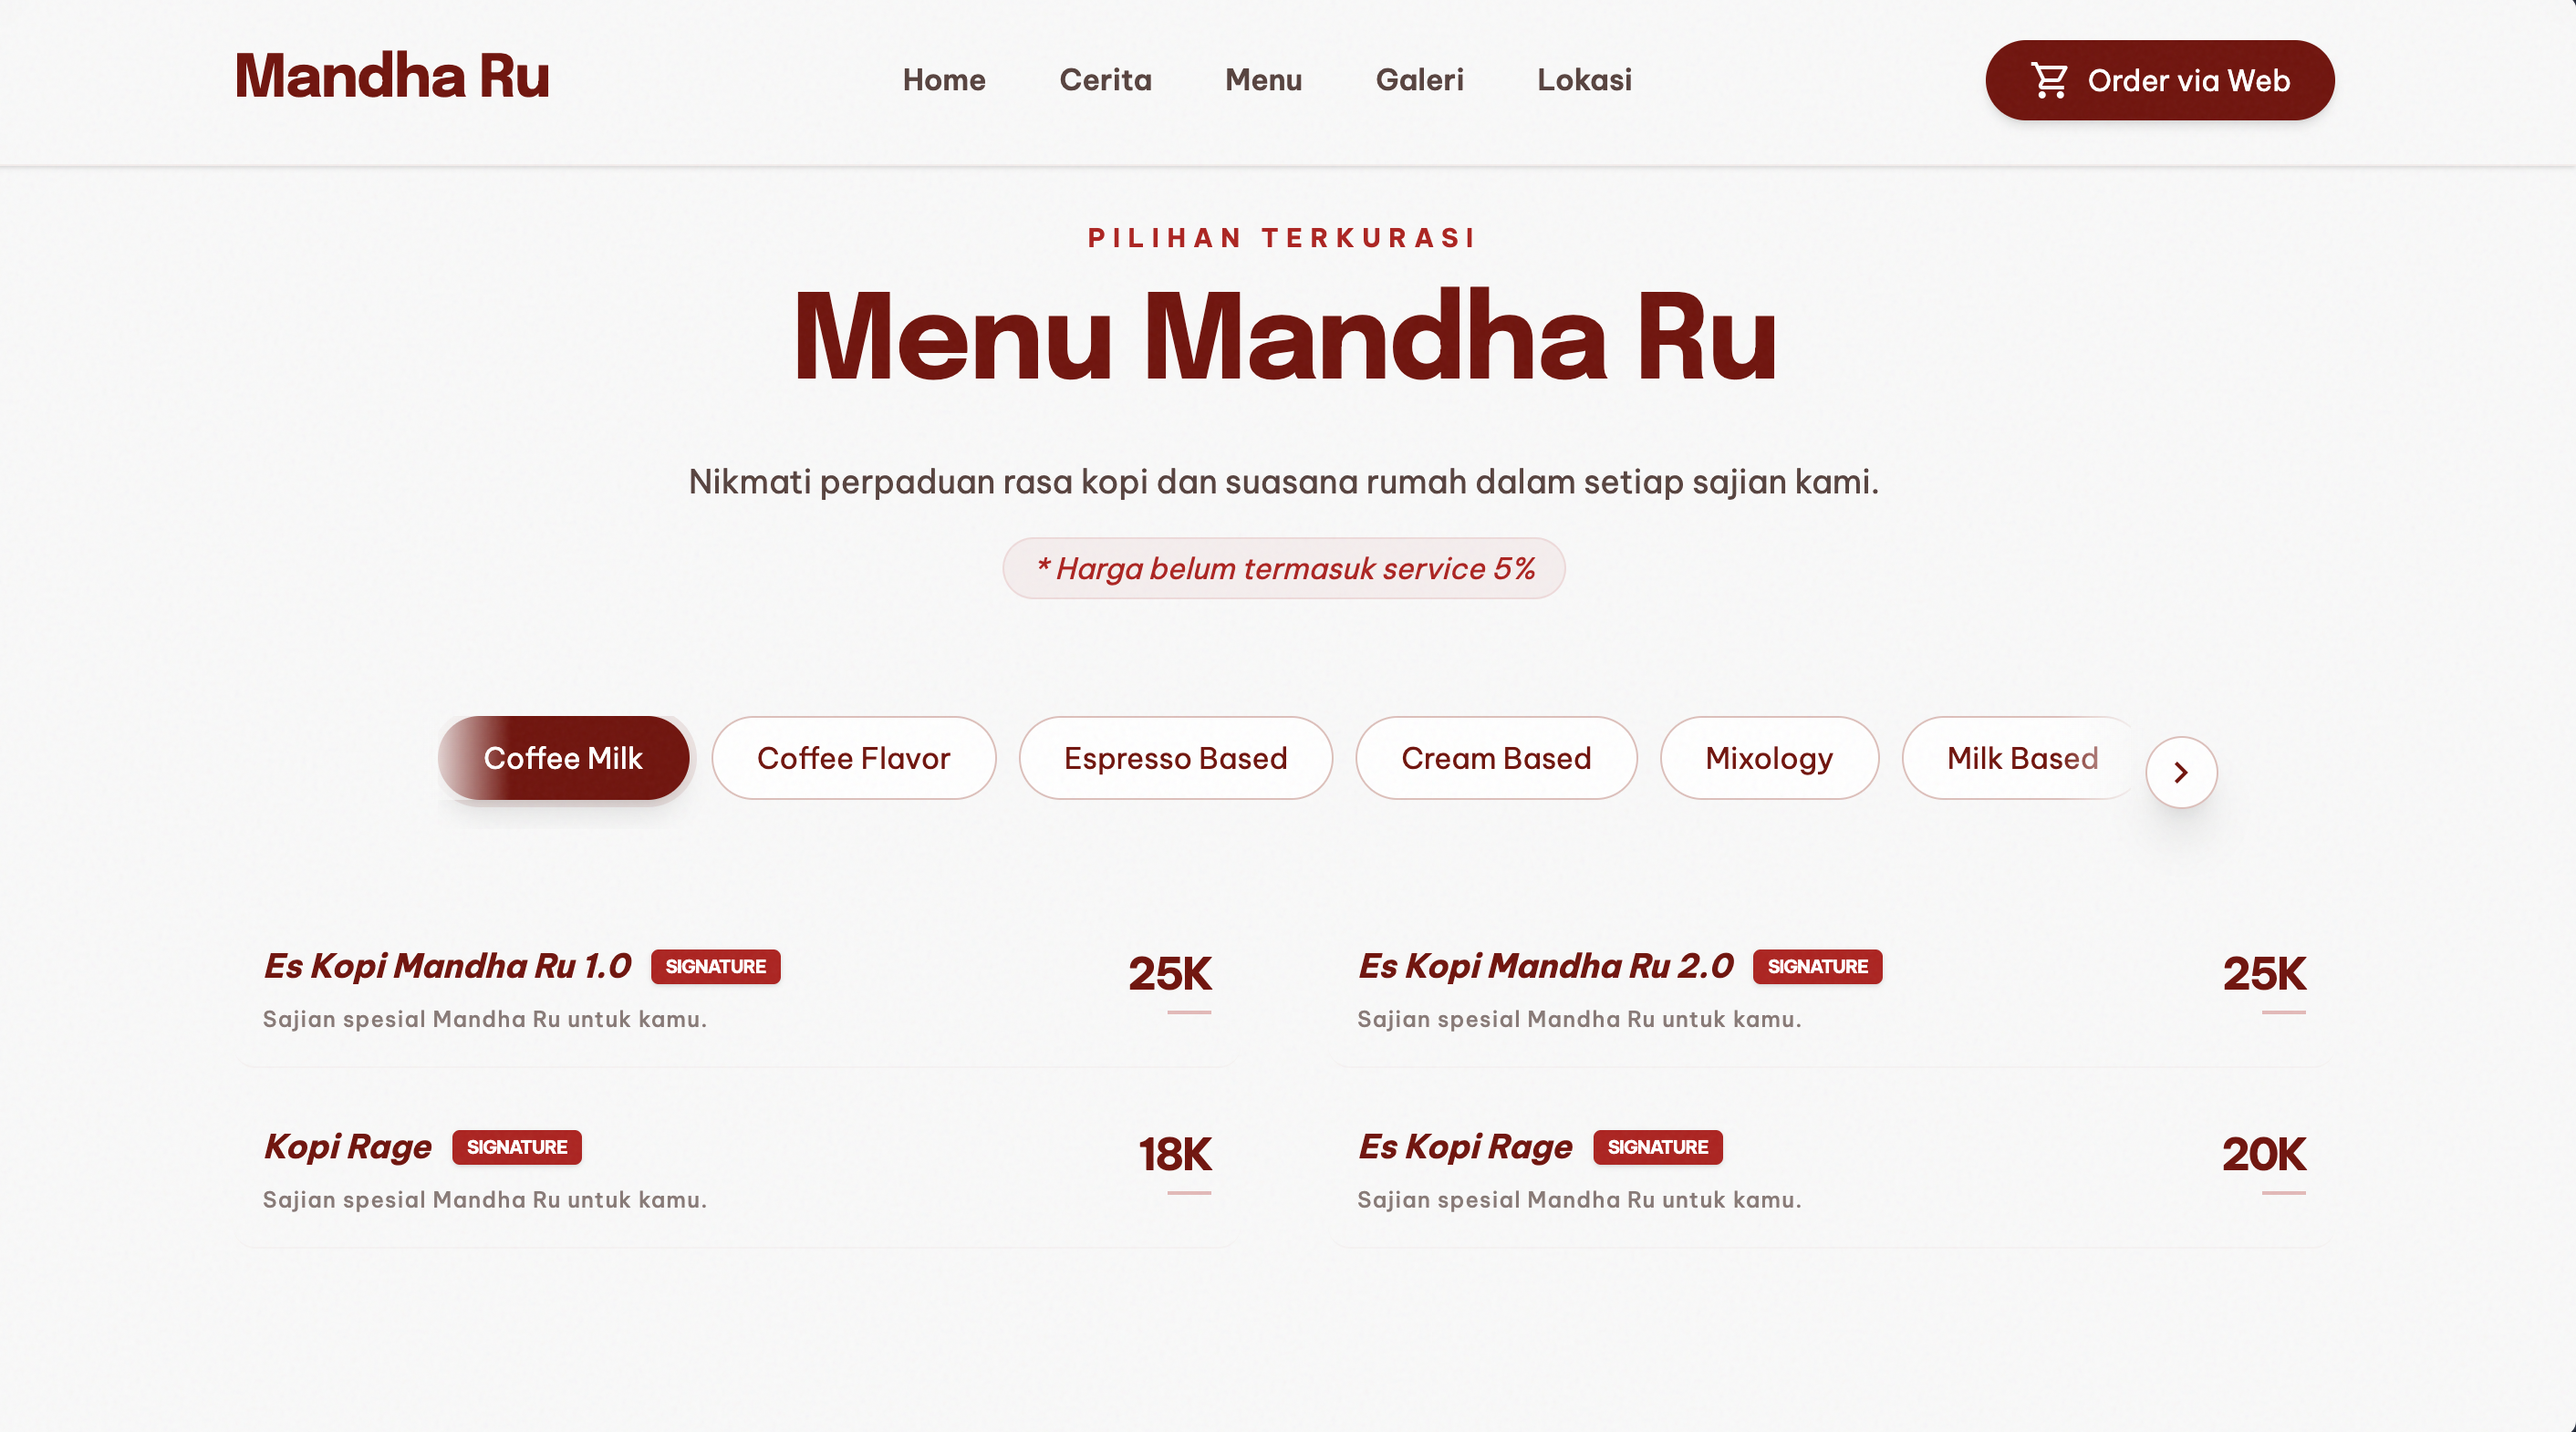 Mandha Ru
Home Cerita Menu Galeri Lokasi
Order via Web
PILIHAN TERKURASI
Menu Mandha Ru
Nikmati perpaduan rasa kopi dan suasana rumah dalam setiap sajian kami.
* Harga belum termasuk service 5%
Coffee Milk Coffee Flavor Espresso Based Cream Based Mixology Milk Based
Es Kopi Mandha Ru 1.0 SIGNATURE 25K
Sajian spesial Mandha Ru untuk kamu.
Es Kopi Mandha Ru 2.0 SIGNATURE 25K
Sajian spesial Mandha Ru untuk kamu.
Kopi Rage SIGNATURE 18K
Sajian spesial Mandha Ru untuk kamu.
Es Kopi Rage SIGNATURE 20K
Sajian spesial Mandha Ru untuk kamu.